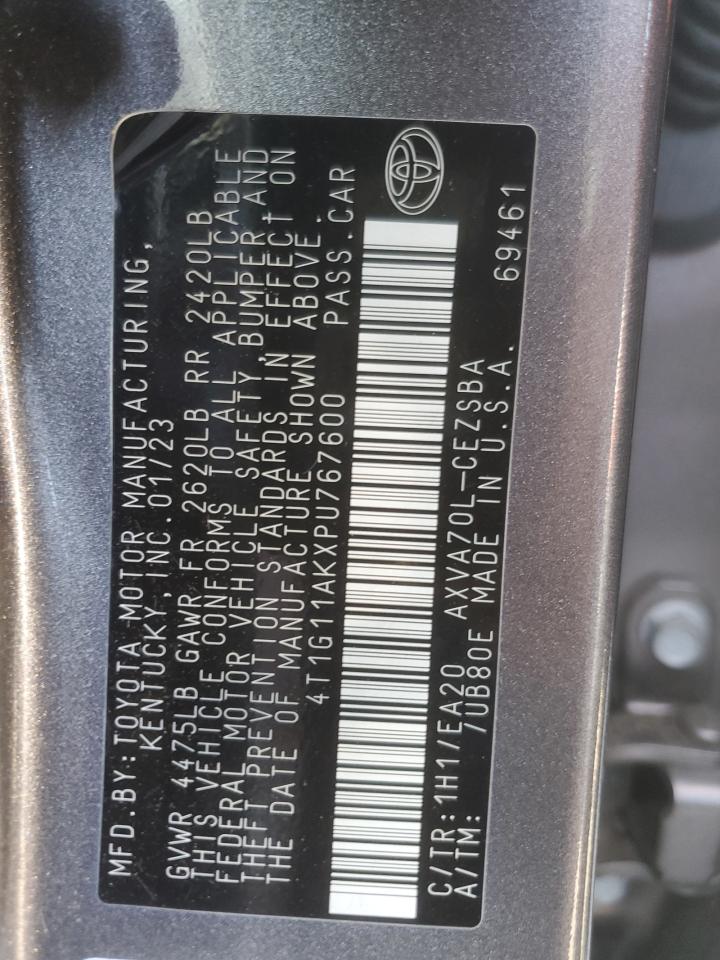 MFD.BY:TOYOTA MOTOR MANUFACTURING,
KENTUCKY, INC.01/23
GVWR 4475LB GAWR FR 2620LB RR 2420LB
THIS VEHICLE CONFORMS TO ALL APPLICABLE
FEDERAL MOTOR VEHICLE SAFETY,BUMPER AND
THEFT PREVENTION STANDARDS IN EFFECT ON
THE DATE OF MANUFACTURE SHOWN ABOVE.
4T1G11AKXPU767600 PASS.CAR
C/TR:1H1/EA20 AXVA70L-CEZSBA
A/TM: /UB80E MADE IN U.S.A. 69461